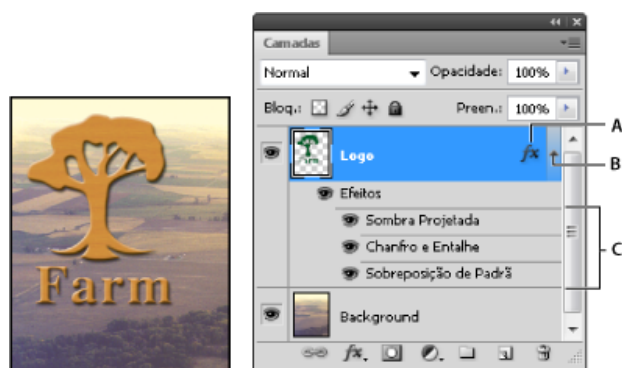 Farm
Camadas
Normal Opacidade: 100%
Bloq.: Preen.: 100%
Logo fx
Efeitos
Sombra Projetada
Chanfro e Entalhe
Sobreposição de Padrã
Background
fx.
A
B
C